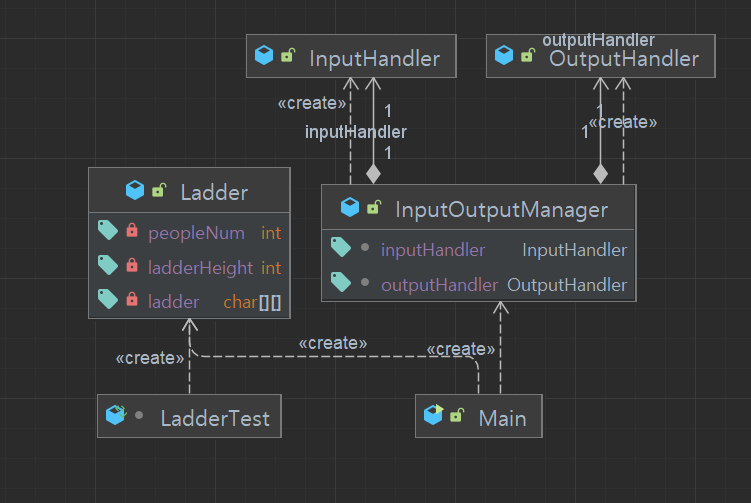 outputHandler
InputHandler
OutputHandler
«create»
1
1
«create»
inputHandler
1
1
Ladder
InputOutputManager
peopleNum int
inputHandler InputHandler
ladderHeight int
outputHandler OutputHandler
ladder char[][]
«create»
«create»
«create»
LadderTest
Main